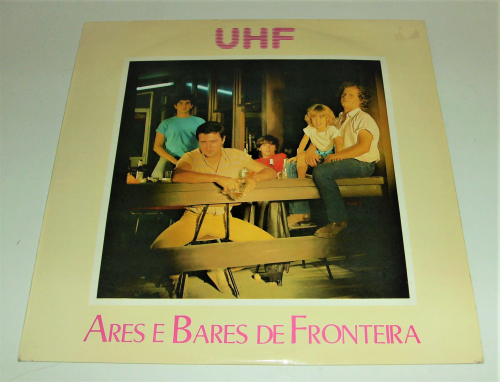 UHF
ARES E BARES DE FRONTEIRA